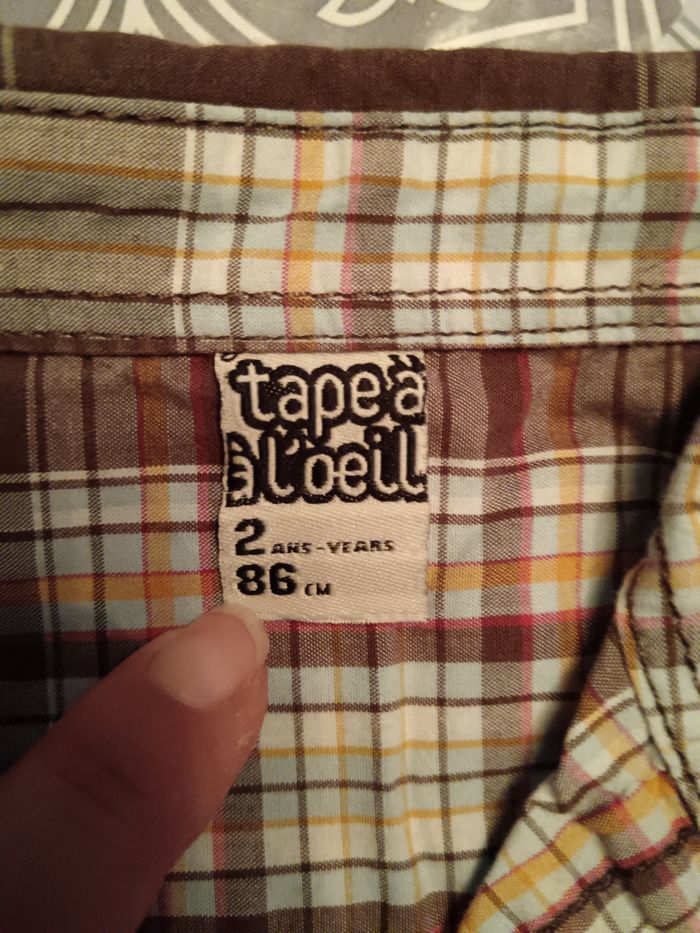 tape à
à l'oeil
2 ANS-YEARS
86 CM